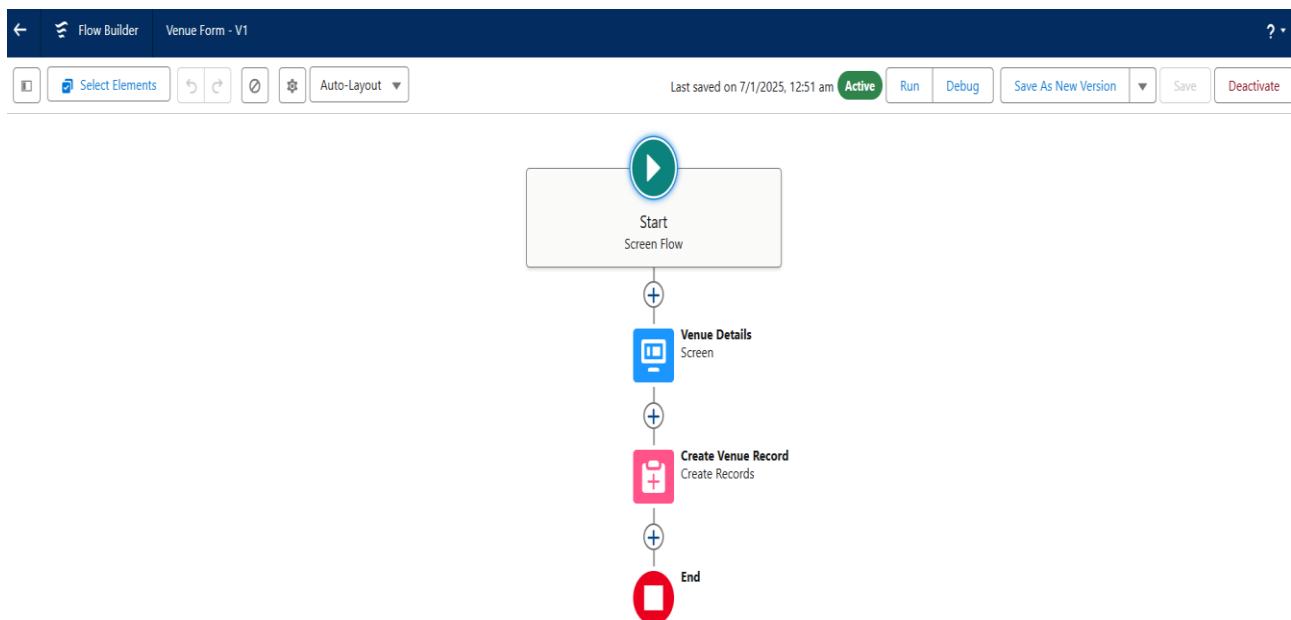 Flow Builder Venue Form - V1 ?
Select Elements Auto-Layout Last saved on 7/1/2025, 12:51 am Active Run Debug Save As New Version Save Deactivate
Start
Screen Flow
Venue Details
Screen
Create Venue Record
Create Records
End